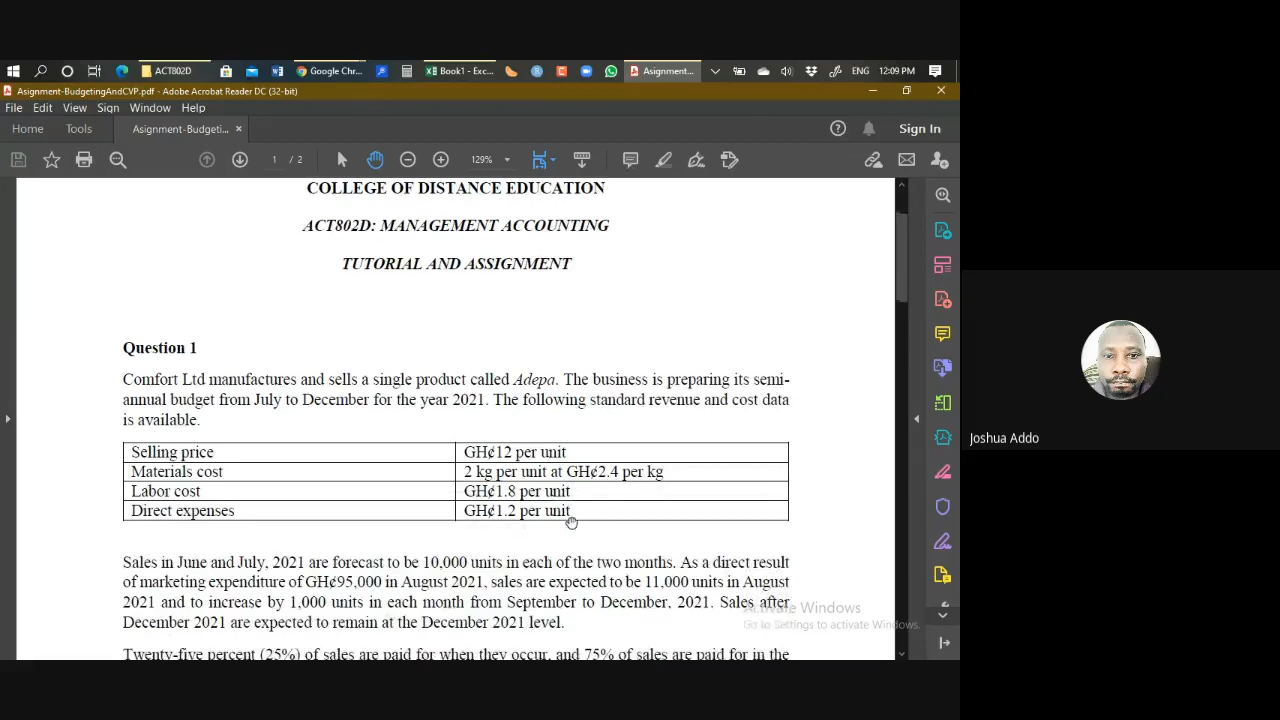 ACT802D
Google Chr...
Book1 - Exc...
Asignment...
ENG
12:09 PM
Asignment-BudgetingAndCVP.pdf - Adobe Acrobat Reader DC (32-bit)
File Edit View Sign Window Help
Home Tools Asignment-Budgeti... × Sign In
1 / 2 129%
COLLEGE OF DISTANCE EDUCATION
ACT802D: MANAGEMENT ACCOUNTING
TUTORIAL AND ASSIGNMENT
Question 1
Comfort Ltd manufactures and sells a single product called Adepa. The business is preparing its semi-
annual budget from July to December for the year 2021. The following standard revenue and cost data
is available.
Selling price GH¢12 per unit
Materials cost 2 kg per unit at GH¢2.4 per kg
Labor cost GH¢1.8 per unit
Direct expenses GH¢1.2 per unit
Sales in June and July, 2021 are forecast to be 10,000 units in each of the two months. As a direct result
of marketing expenditure of GH¢95,000 in August 2021, sales are expected to be 11,000 units in August
2021 and to increase by 1,000 units in each month from September to December, 2021. Sales after
December 2021 are expected to remain at the December 2021 level.
Twenty-five percent (25%) of sales are paid for when they occur, and 75% of sales are paid for in the
Activate Windows
Go to Settings to activate Windows.
Joshua Addo